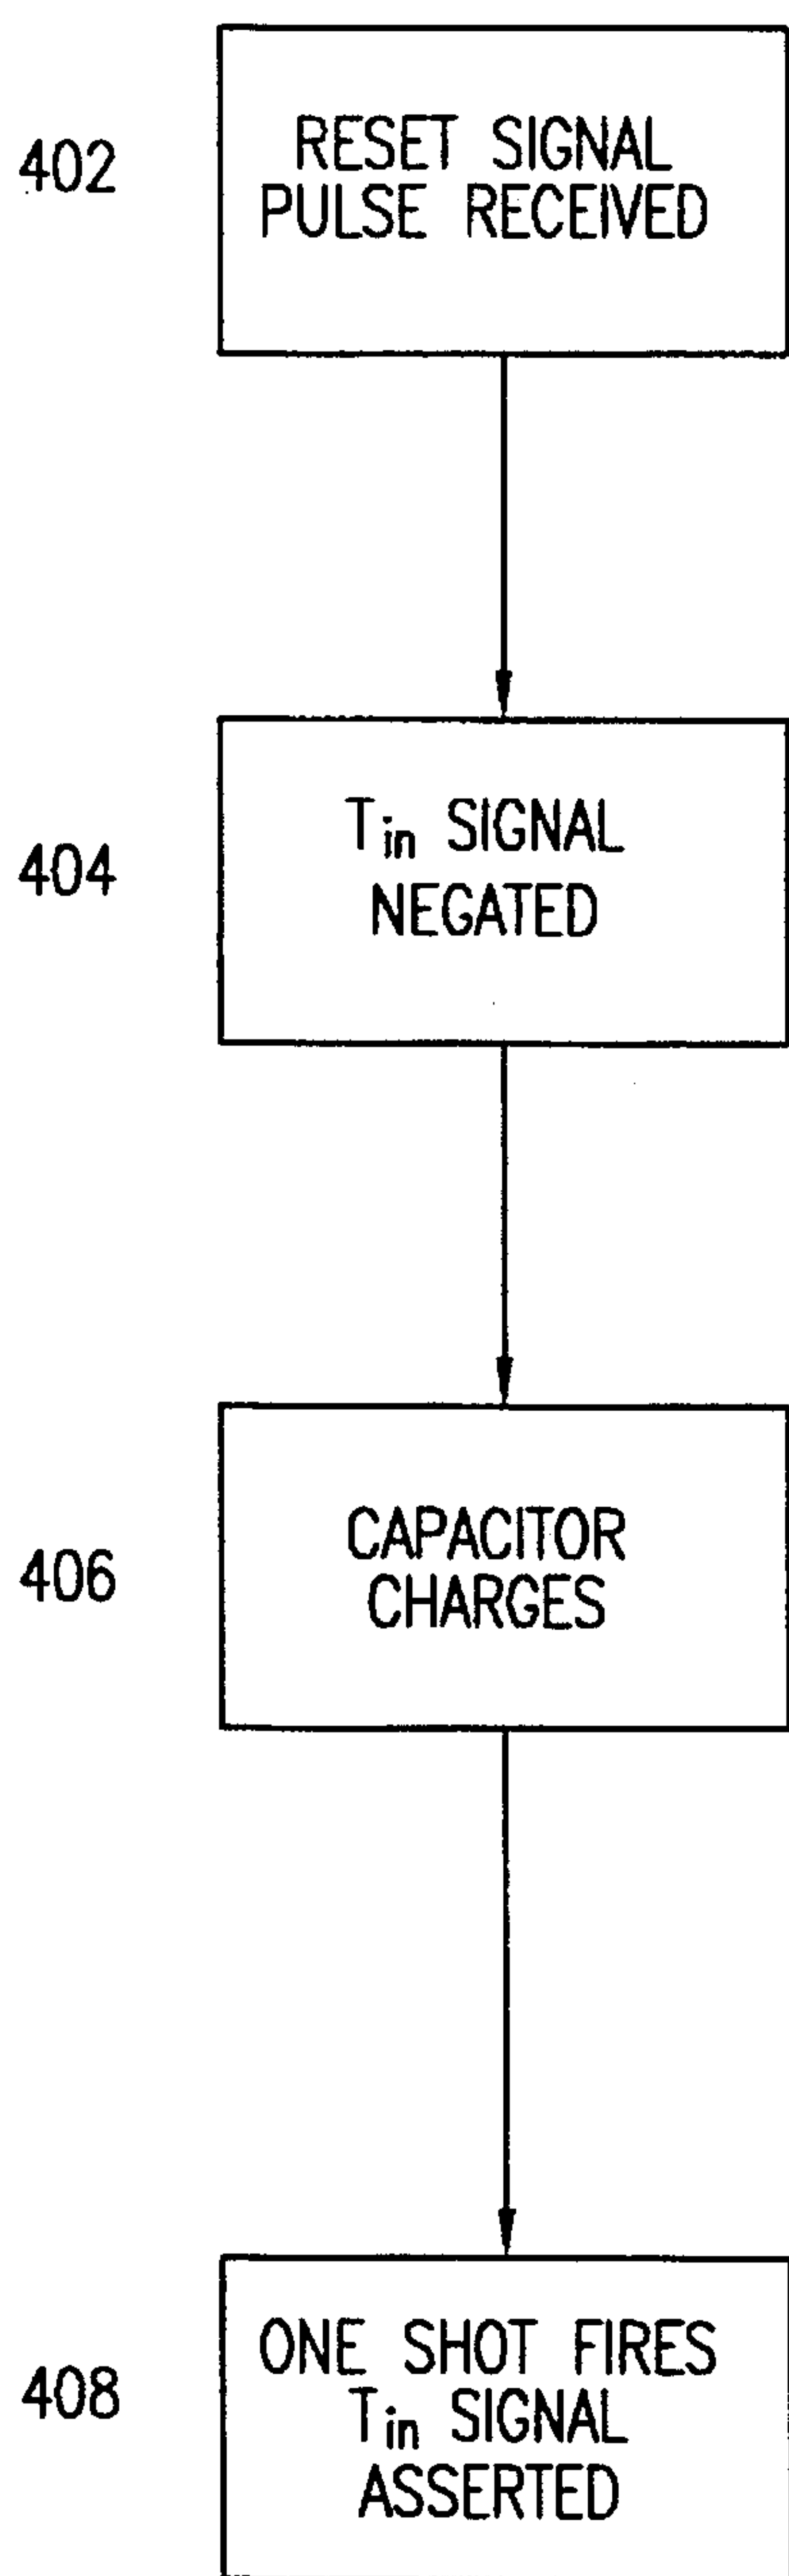 402
RESET SIGNAL
PULSE RECEIVED
404
Tin SIGNAL
NEGATED
406
CAPACITOR
CHARGES
408
ONE SHOT FIRES
Tin SIGNAL
ASSERTED